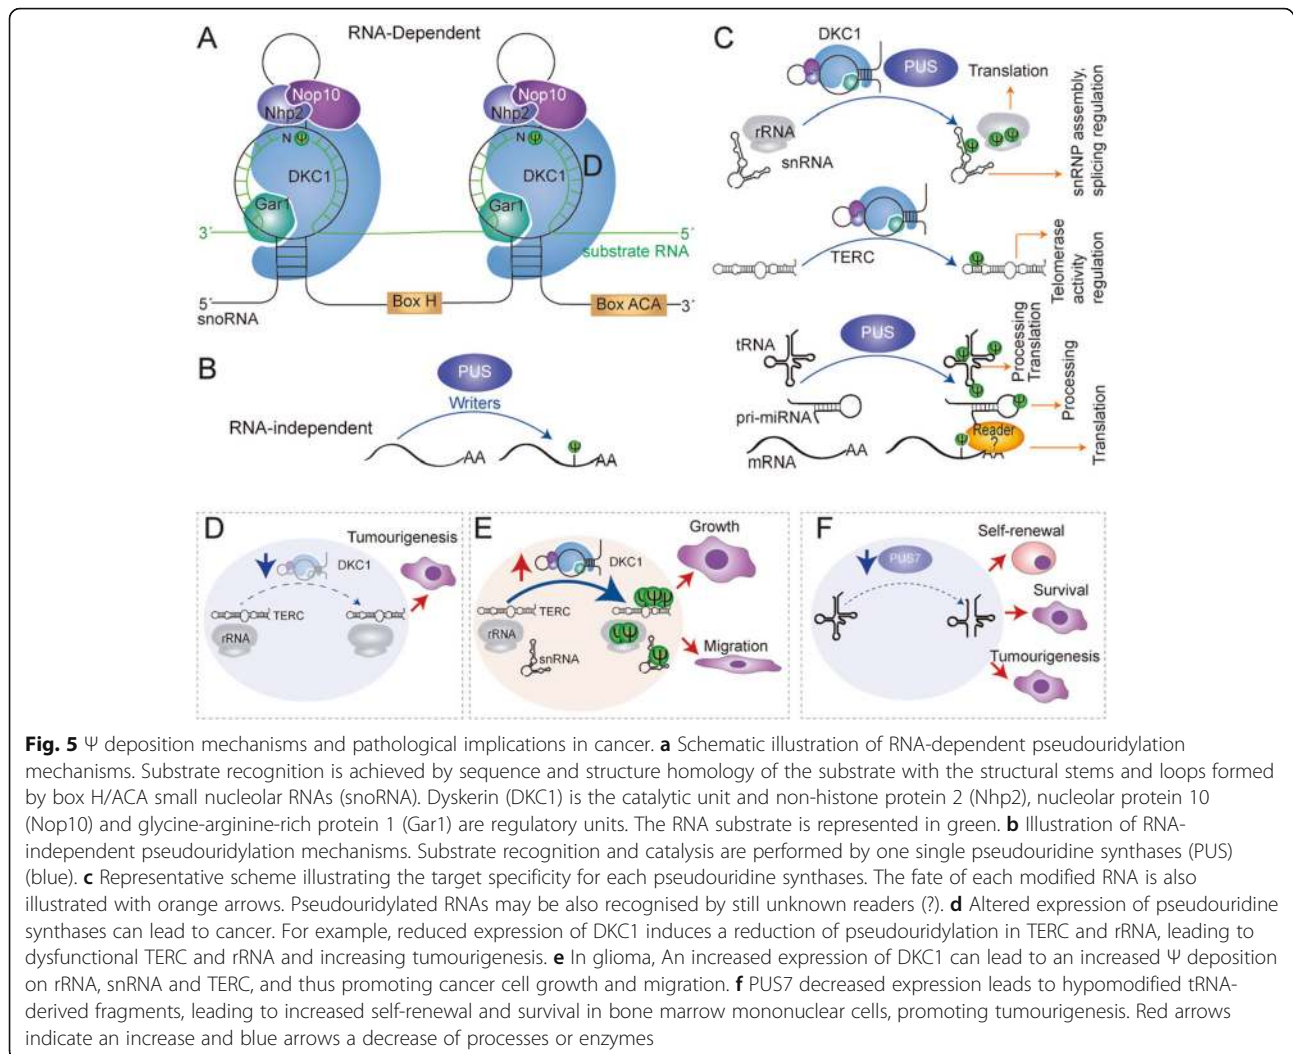 A
RNA-Dependent
Nop10
Nhp2
N Ψ
DKC1
Gar1
3´
Nop10
Nhp2
N Ψ
DKC1
D
Gar1
5´
substrate RNA
5´
snoRNA
Box H
Box ACA
3´
B
PUS
Writers
RNA-independent
AA
Ψ
AA
C
DKC1
PUS
Translation
rRNA
snRNA
Ψ
Ψ Ψ Ψ
snRNP assembly,
splicing regulation
TERC
Ψ
Telomerase
activity
regulation
tRNA
PUS
Ψ Ψ
Ψ
Processing
Translation
pri-miRNA
Ψ
Processing
mRNA
AA
Ψ
Reader
?
AA
Translation
D
Tumourigenesis
DKC1
TERC
rRNA
E
Growth
DKC1
TERC
rRNA
snRNA
Ψ
Ψ
Ψ
Migration
F
PUS7
Self-renewal
Survival
Tumourigenesis
Fig. 5 Ψ deposition mechanisms and pathological implications in cancer. a Schematic illustration of RNA-dependent pseudouridylation
mechanisms. Substrate recognition is achieved by sequence and structure homology of the substrate with the structural stems and loops formed
by box H/ACA small nucleolar RNAs (snoRNA). Dyskerin (DKC1) is the catalytic unit and non-histone protein 2 (Nhp2), nucleolar protein 10
(Nop10) and glycine-arginine-rich protein 1 (Gar1) are regulatory units. The RNA substrate is represented in green. b Illustration of RNA-
independent pseudouridylation mechanisms. Substrate recognition and catalysis are performed by one single pseudouridine synthases (PUS)
(blue). c Representative scheme illustrating the target specificity for each pseudouridine synthases. The fate of each modified RNA is also
illustrated with orange arrows. Pseudouridylated RNAs may be also recognised by still unknown readers (?). d Altered expression of pseudouridine
synthases can lead to cancer. For example, reduced expression of DKC1 induces a reduction of pseudouridylation in TERC and rRNA, leading to
dysfunctional TERC and rRNA and increasing tumourigenesis. e In glioma, An increased expression of DKC1 can lead to an increased Ψ deposition
on rRNA, snRNA and TERC, and thus promoting cancer cell growth and migration. f PUS7 decreased expression leads to hypomodified tRNA-
derived fragments, leading to increased self-renewal and survival in bone marrow mononuclear cells, promoting tumourigenesis. Red arrows
indicate an increase and blue arrows a decrease of processes or enzymes